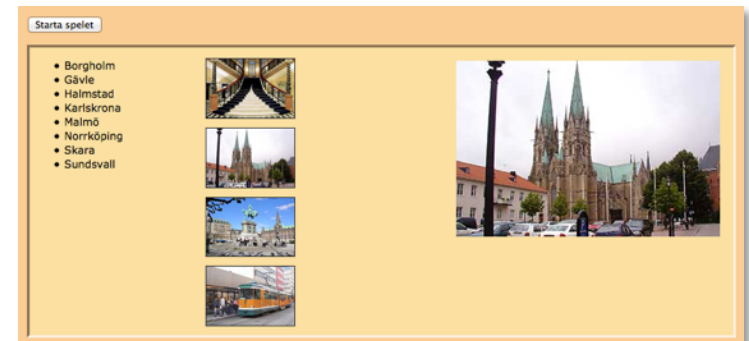 Starta spelet
Borgholm
Gävle
Halmstad
Karlskrona
Malmö
Norrköping
Skara
Sundsvall